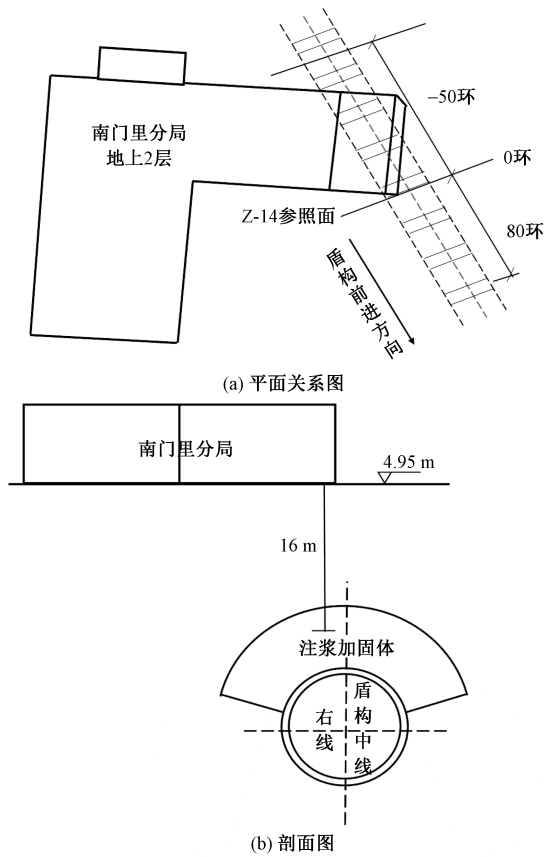 −50环
南门里分局
地上2层
0环
Z-14参照面
80环
盾构前进方向
(a) 平面关系图
南门里分局
4.95 m
16 m
注浆加固体
右线
盾构中线
(b) 剖面图